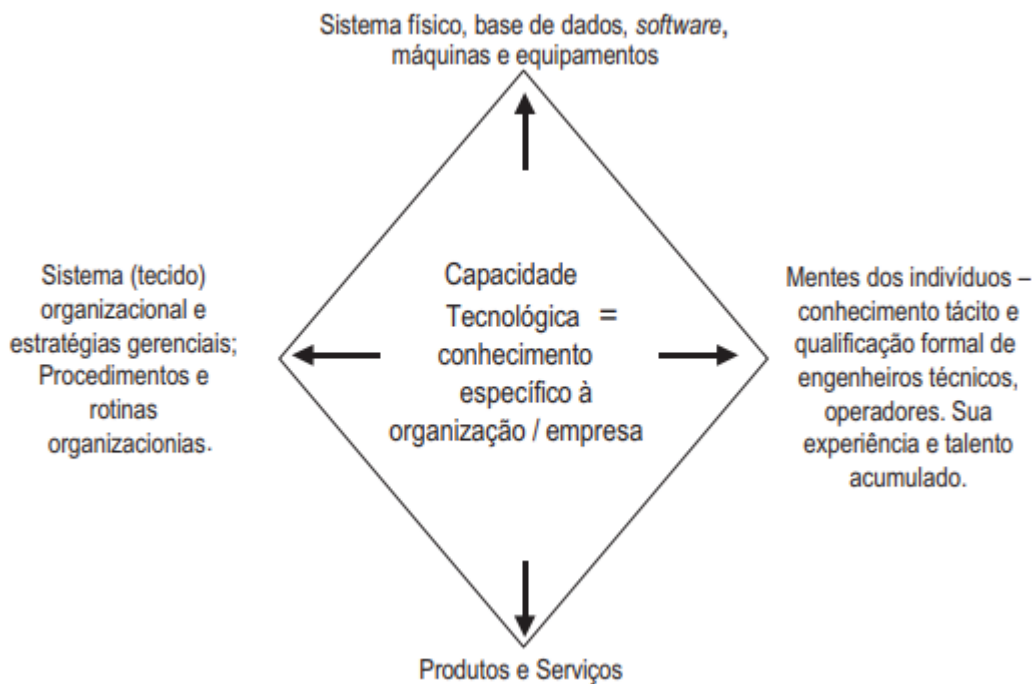 Sistema físico, base de dados, software,
máquinas e equipamentos
Sistema (tecido)
organizacional e
estratégias gerenciais;
Procedimentos e
rotinas
organizacionias.
Capacidade
Tecnológica =
conhecimento
específico à
organização / empresa
Mentes dos indivíduos –
conhecimento tácito e
qualificação formal de
engenheiros técnicos,
operadores. Sua
experiência e talento
acumulado.
Produtos e Serviços